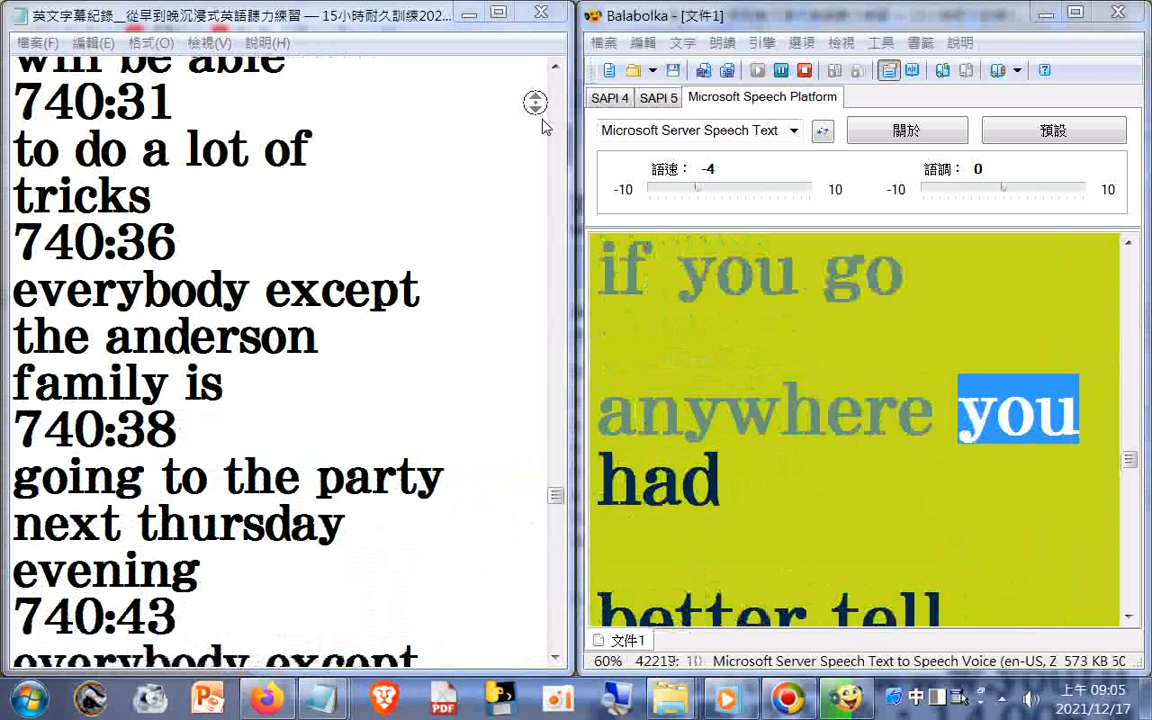 英文字幕紀錄__從早到晚沉浸式英語聽力練習 — 15小時耐久訓練202...
檔案(F) 編輯(E) 格式(O) 檢視(V) 說明(H)
will be able
740:31
to do a lot of
tricks
740:36
everybody except
the anderson
family is
740:38
going to the party
next thursday
evening
740:43
everybody except
Balabolka - [文件1]
檔案 編輯 文字 朗讀 引擎 選項 檢視 工具 書籤 說明
SAPI 4 SAPI 5 Microsoft Speech Platform
Microsoft Server Speech Text 關於 預設
語速： -4 語調： 0
-10 10 -10 10
if you go
anywhere you
had
better tell
文件1
60% Microsoft Server Speech Text to Speech Voice (en-US, Z 573 KB
PDF 中 上午 09:05
2021/12/17